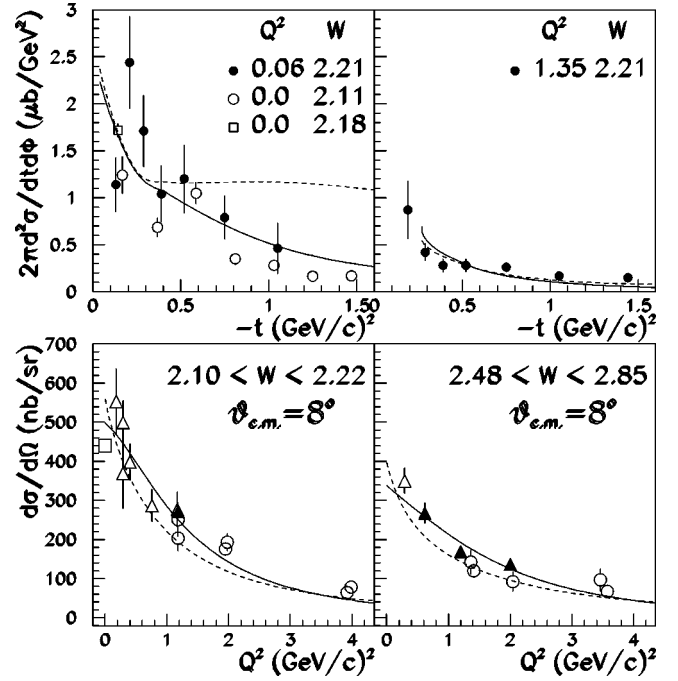 2πd²σ/dtdΦ (μb/GeV²)
3
2.5
2
1.5
1
0.5
0
Q² W
0.06 2.21
0.0 2.11
0.0 2.18
Q² W
1.35 2.21
0 0.5 1 1.50
0.5 1 1.5
−t (GeV/c)²
−t (GeV/c)²
dσ/dΩ (nb/sr)
700
600
500
400
300
200
100
0
2.10 < W < 2.22
ϑc.m.=8°
2.48 < W < 2.85
ϑc.m.=8°
0 1 2 3 4
0 1 2 3 4
Q² (GeV/c)²
Q² (GeV/c)²